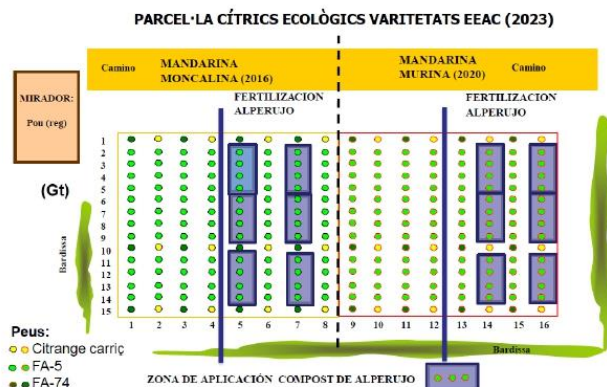 PARCEL·LA CÍTRICS ECOLÒGICS VARITETATS EEAC (2023)
Camino
MANDARINA
MONCALINA (2016)
MANDARINA
MURINA (2020)
Camino
MIRADOR:
Pou (reg)
FERTILIZACION
ALPERUJO
FERTILIZACION
ALPERUJO
(Gt)
Bardissa
1
2
3
4
5
6
7
8
9
10
11
12
13
14
15
1 2 3 4 5 6 7 8 9 10 11 12 13 14 15 16
Bardissa
Peus:
Citrange carriç
FA-5
FA-74
ZONA DE APLICACIÓN COMPOST DE ALPERUJO